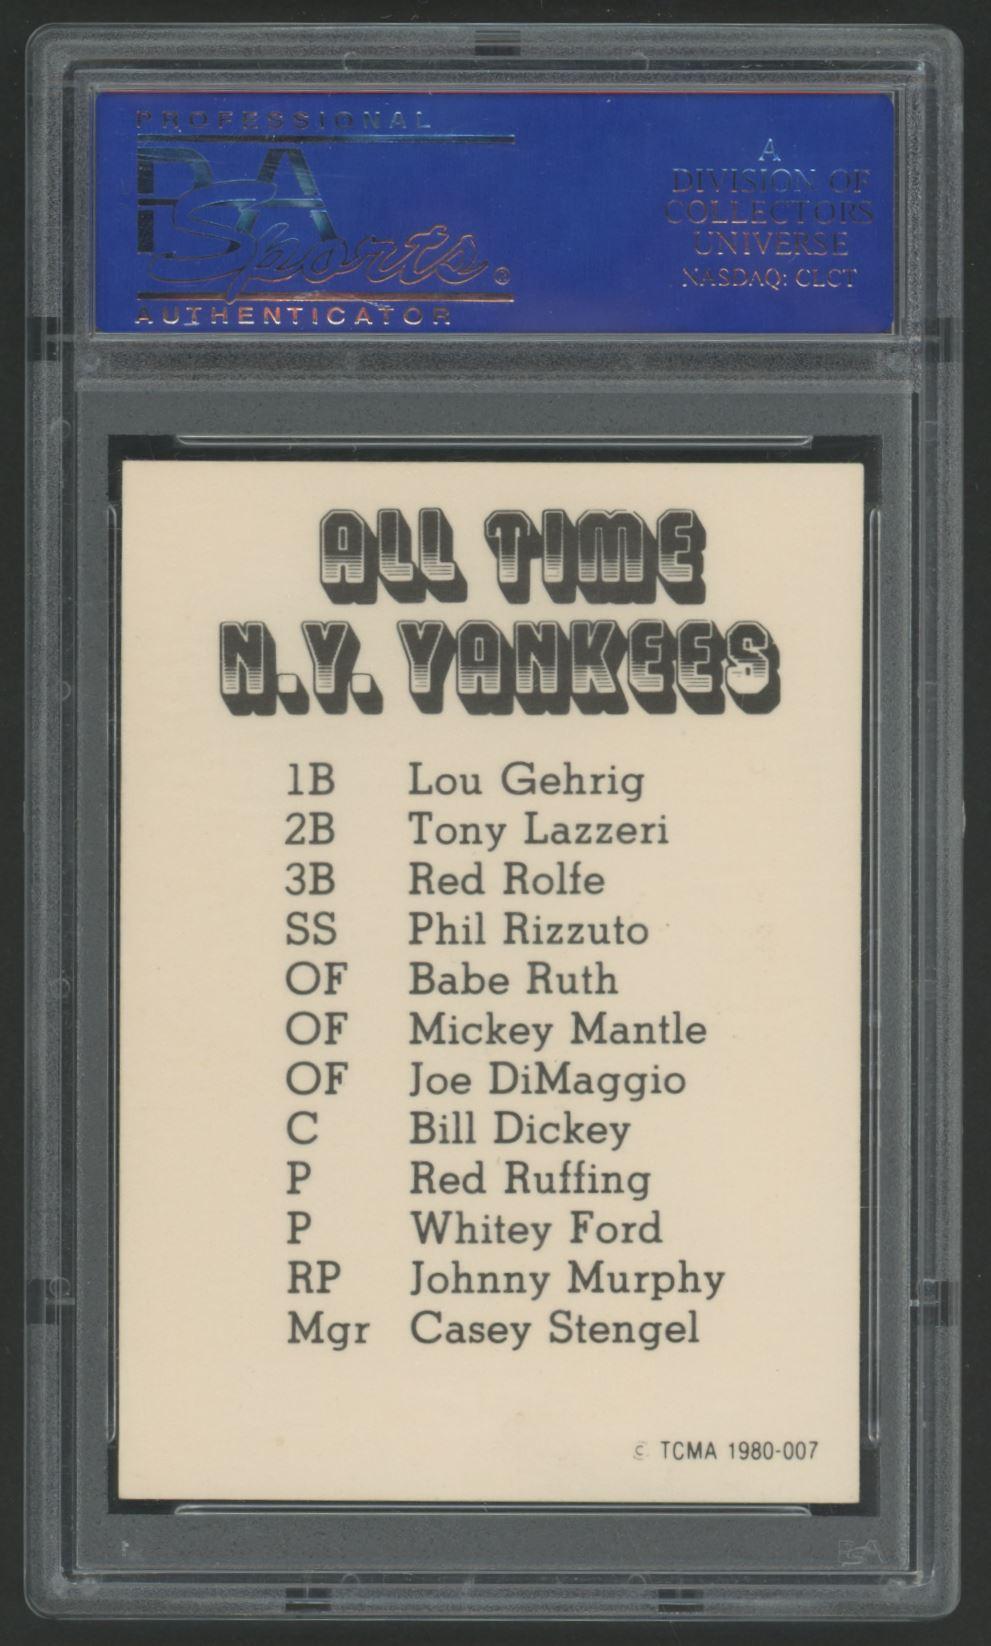 PROFESSIONAL
PSA
Sports®
AUTHENTICATOR
A
DIVISION OF
COLLECTORS
UNIVERSE
NASDAQ: CLCT
ALL TIME
N.Y. YANKEES
1B Lou Gehrig
2B Tony Lazzeri
3B Red Rolfe
SS Phil Rizzuto
OF Babe Ruth
OF Mickey Mantle
OF Joe DiMaggio
C Bill Dickey
P Red Ruffing
P Whitey Ford
RP Johnny Murphy
Mgr Casey Stengel
© TCMA 1980-007
PSA